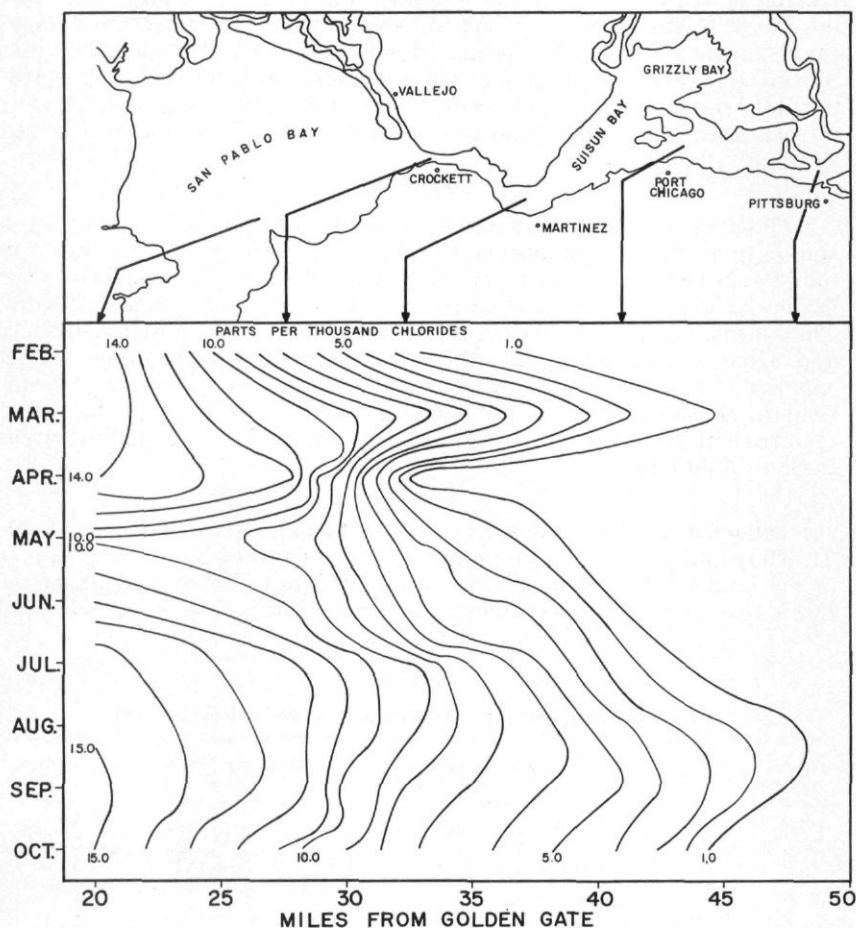 GRIZZLY BAY
VALLEJO
SAN PABLO BAY
SUISUN BAY
CROCKETT
PORT
CHICAGO
PITTSBURG
MARTINEZ
PARTS PER THOUSAND CHLORIDES
14.0 10.0 5.0 1.0
FEB.
MAR.
APR.
14.0
MAY
10.0
JUN.
JUL.
AUG.
15.0
SEP.
OCT.
15.0 10.0 5.0 1,0
20 25 30 35 40 45 50
MILES FROM GOLDEN GATE